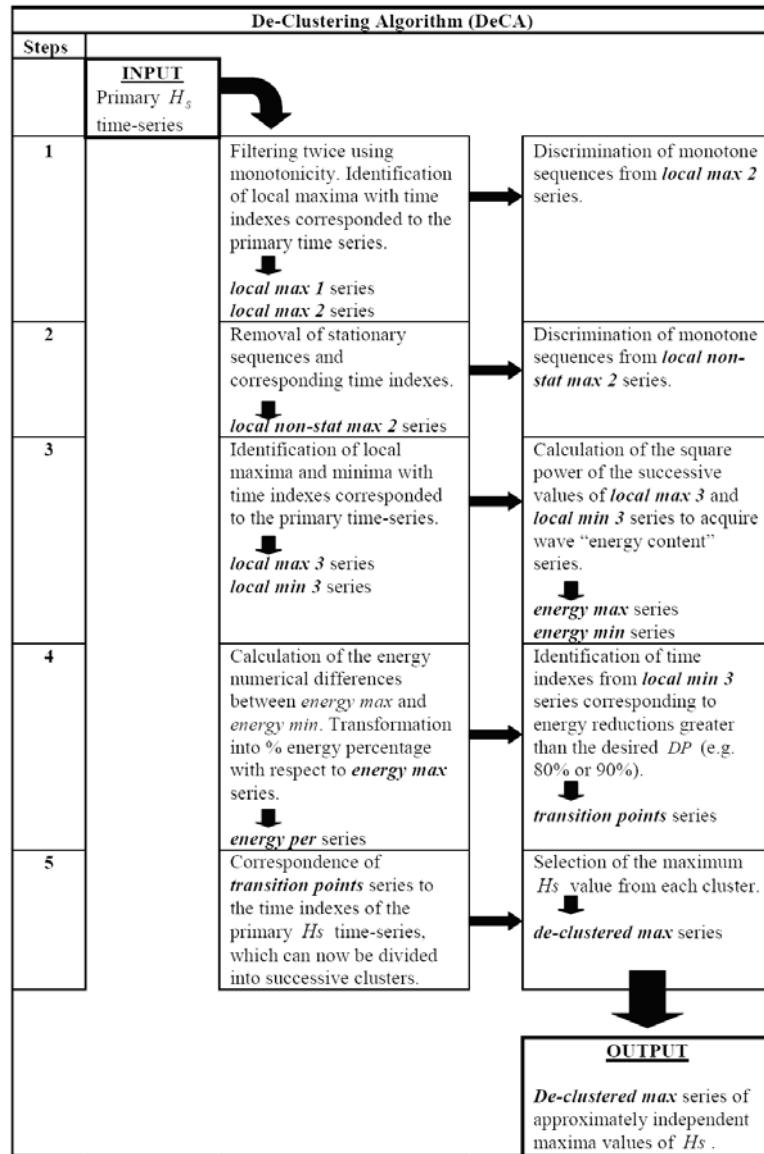 De-Clustering Algorithm (DeCA)
Steps
INPUT
Primary Hs
time-series
1
Filtering twice using
monotonicity. Identification
of local maxima with time
indexes corresponded to the
primary time series.
local max 1 series
local max 2 series
Discrimination of monotone
sequences from local max 2
series.
2
Removal of stationary
sequences and
corresponding time indexes.
local non-stat max 2 series
Discrimination of monotone
sequences from local non-
stat max 2 series.
3
Identification of local
maxima and minima with
time indexes corresponded
to the primary time-series.
local max 3 series
local min 3 series
Calculation of the square
power of the successive
values of local max 3 and
local min 3 series to acquire
wave “energy content”
series.
energy max series
energy min series
4
Calculation of the energy
numerical differences
between energy max and
energy min. Transformation
into % energy percentage
with respect to energy max
series.
energy per series
Identification of time
indexes from local min 3
series corresponding to
energy reductions greater
than the desired DP (e.g.
80% or 90%).
transition points series
5
Correspondence of
transition points series to
the time indexes of the
primary Hs time-series,
which can now be divided
into successive clusters.
Selection of the maximum
Hs value from each cluster.
de-clustered max series
OUTPUT
De-clustered max series of
approximately independent
maxima values of Hs .